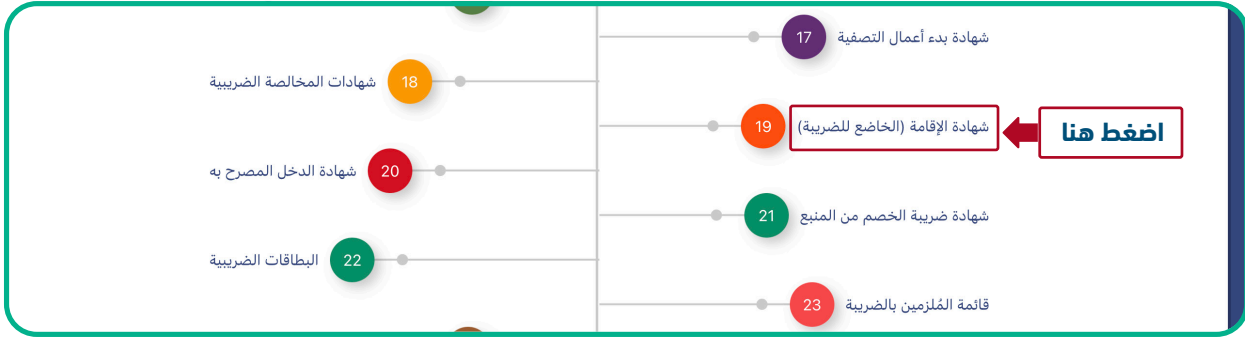 17 شهادة بدء أعمال التصفية
18 شهادات المخالصة الضريبية
19 شهادة الإقامة (الخاضع للضريبة)
اضغط هنا
20 شهادة الدخل المصرح به
21 شهادة ضريبة الخصم من المنبع
22 البطاقات الضريبية
23 قائمة المُلزمين بالضريبة